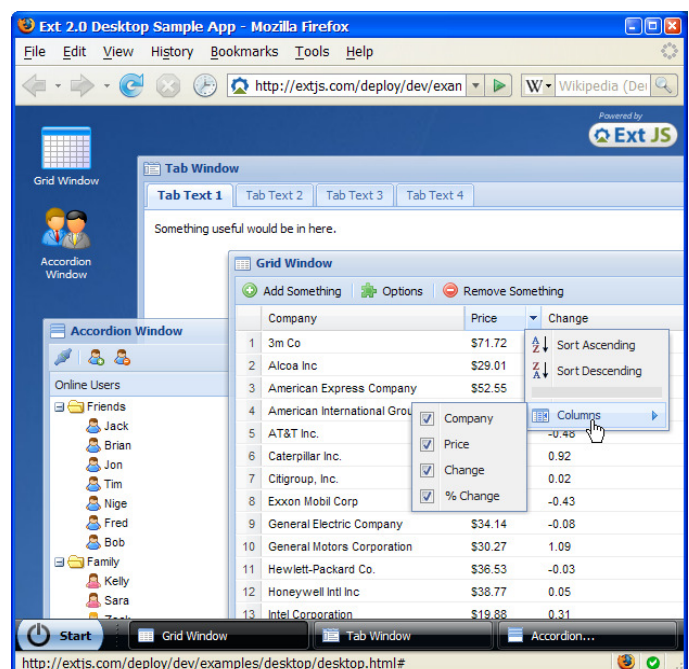 Ext 2.0 Desktop Sample App - Mozilla Firefox
File Edit View History Bookmarks Tools Help
http://extjs.com/deploy/dev/exan
W Wikipedia (De
Powered by
Ext JS
Grid Window
Accordion
Window
Tab Window
Tab Text 1 Tab Text 2 Tab Text 3 Tab Text 4
Something useful would be in here.
Grid Window
Add Something Options Remove Something
Company Price Change
1 3m Co $71.72
2 Alcoa Inc $29.01
3 American Express Company $52.55
4 American International Grou
5 AT&T Inc. -0.48
6 Caterpillar Inc. 0.92
7 Citigroup, Inc. 0.02
8 Exxon Mobil Corp -0.43
9 General Electric Company $34.14 -0.08
10 General Motors Corporation $30.27 1.09
11 Hewlett-Packard Co. $36.53 -0.03
12 Honeywell Intl Inc $38.77 0.05
13 Intel Corporation $19.88 0.31
A Z Sort Ascending
Z A Sort Descending
Columns
Company
Price
Change
% Change
Accordion Window
Online Users
Friends
Jack
Brian
Jon
Tim
Nige
Fred
Bob
Family
Kelly
Sara
Start Grid Window Tab Window Accordion...
http://extjs.com/deploy/dev/examples/desktop/desktop.html#